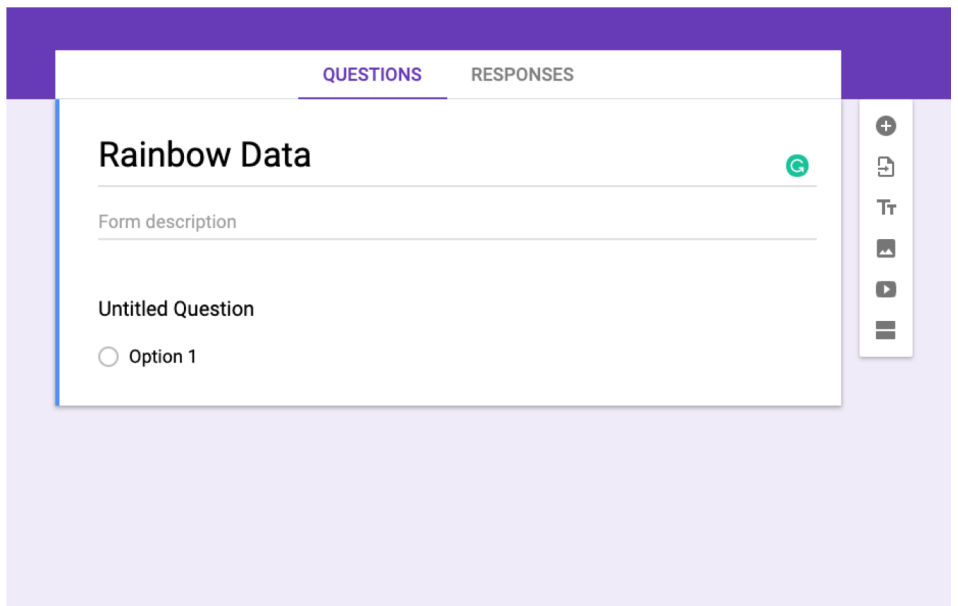 QUESTIONS RESPONSES
Rainbow Data
Form description
Untitled Question
Option 1